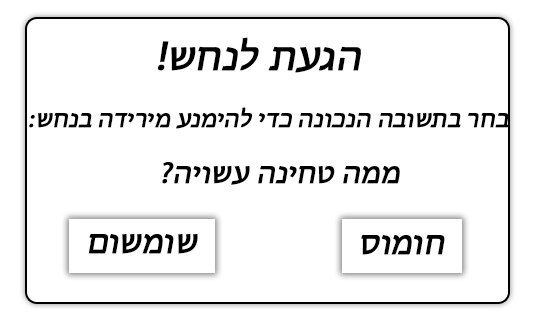 הגעת לנחש!
בחר בתשובה הנכונה כדי להימנע מירידה בנחש:
ממה טחינה עשויה?
חומוס
שומשום